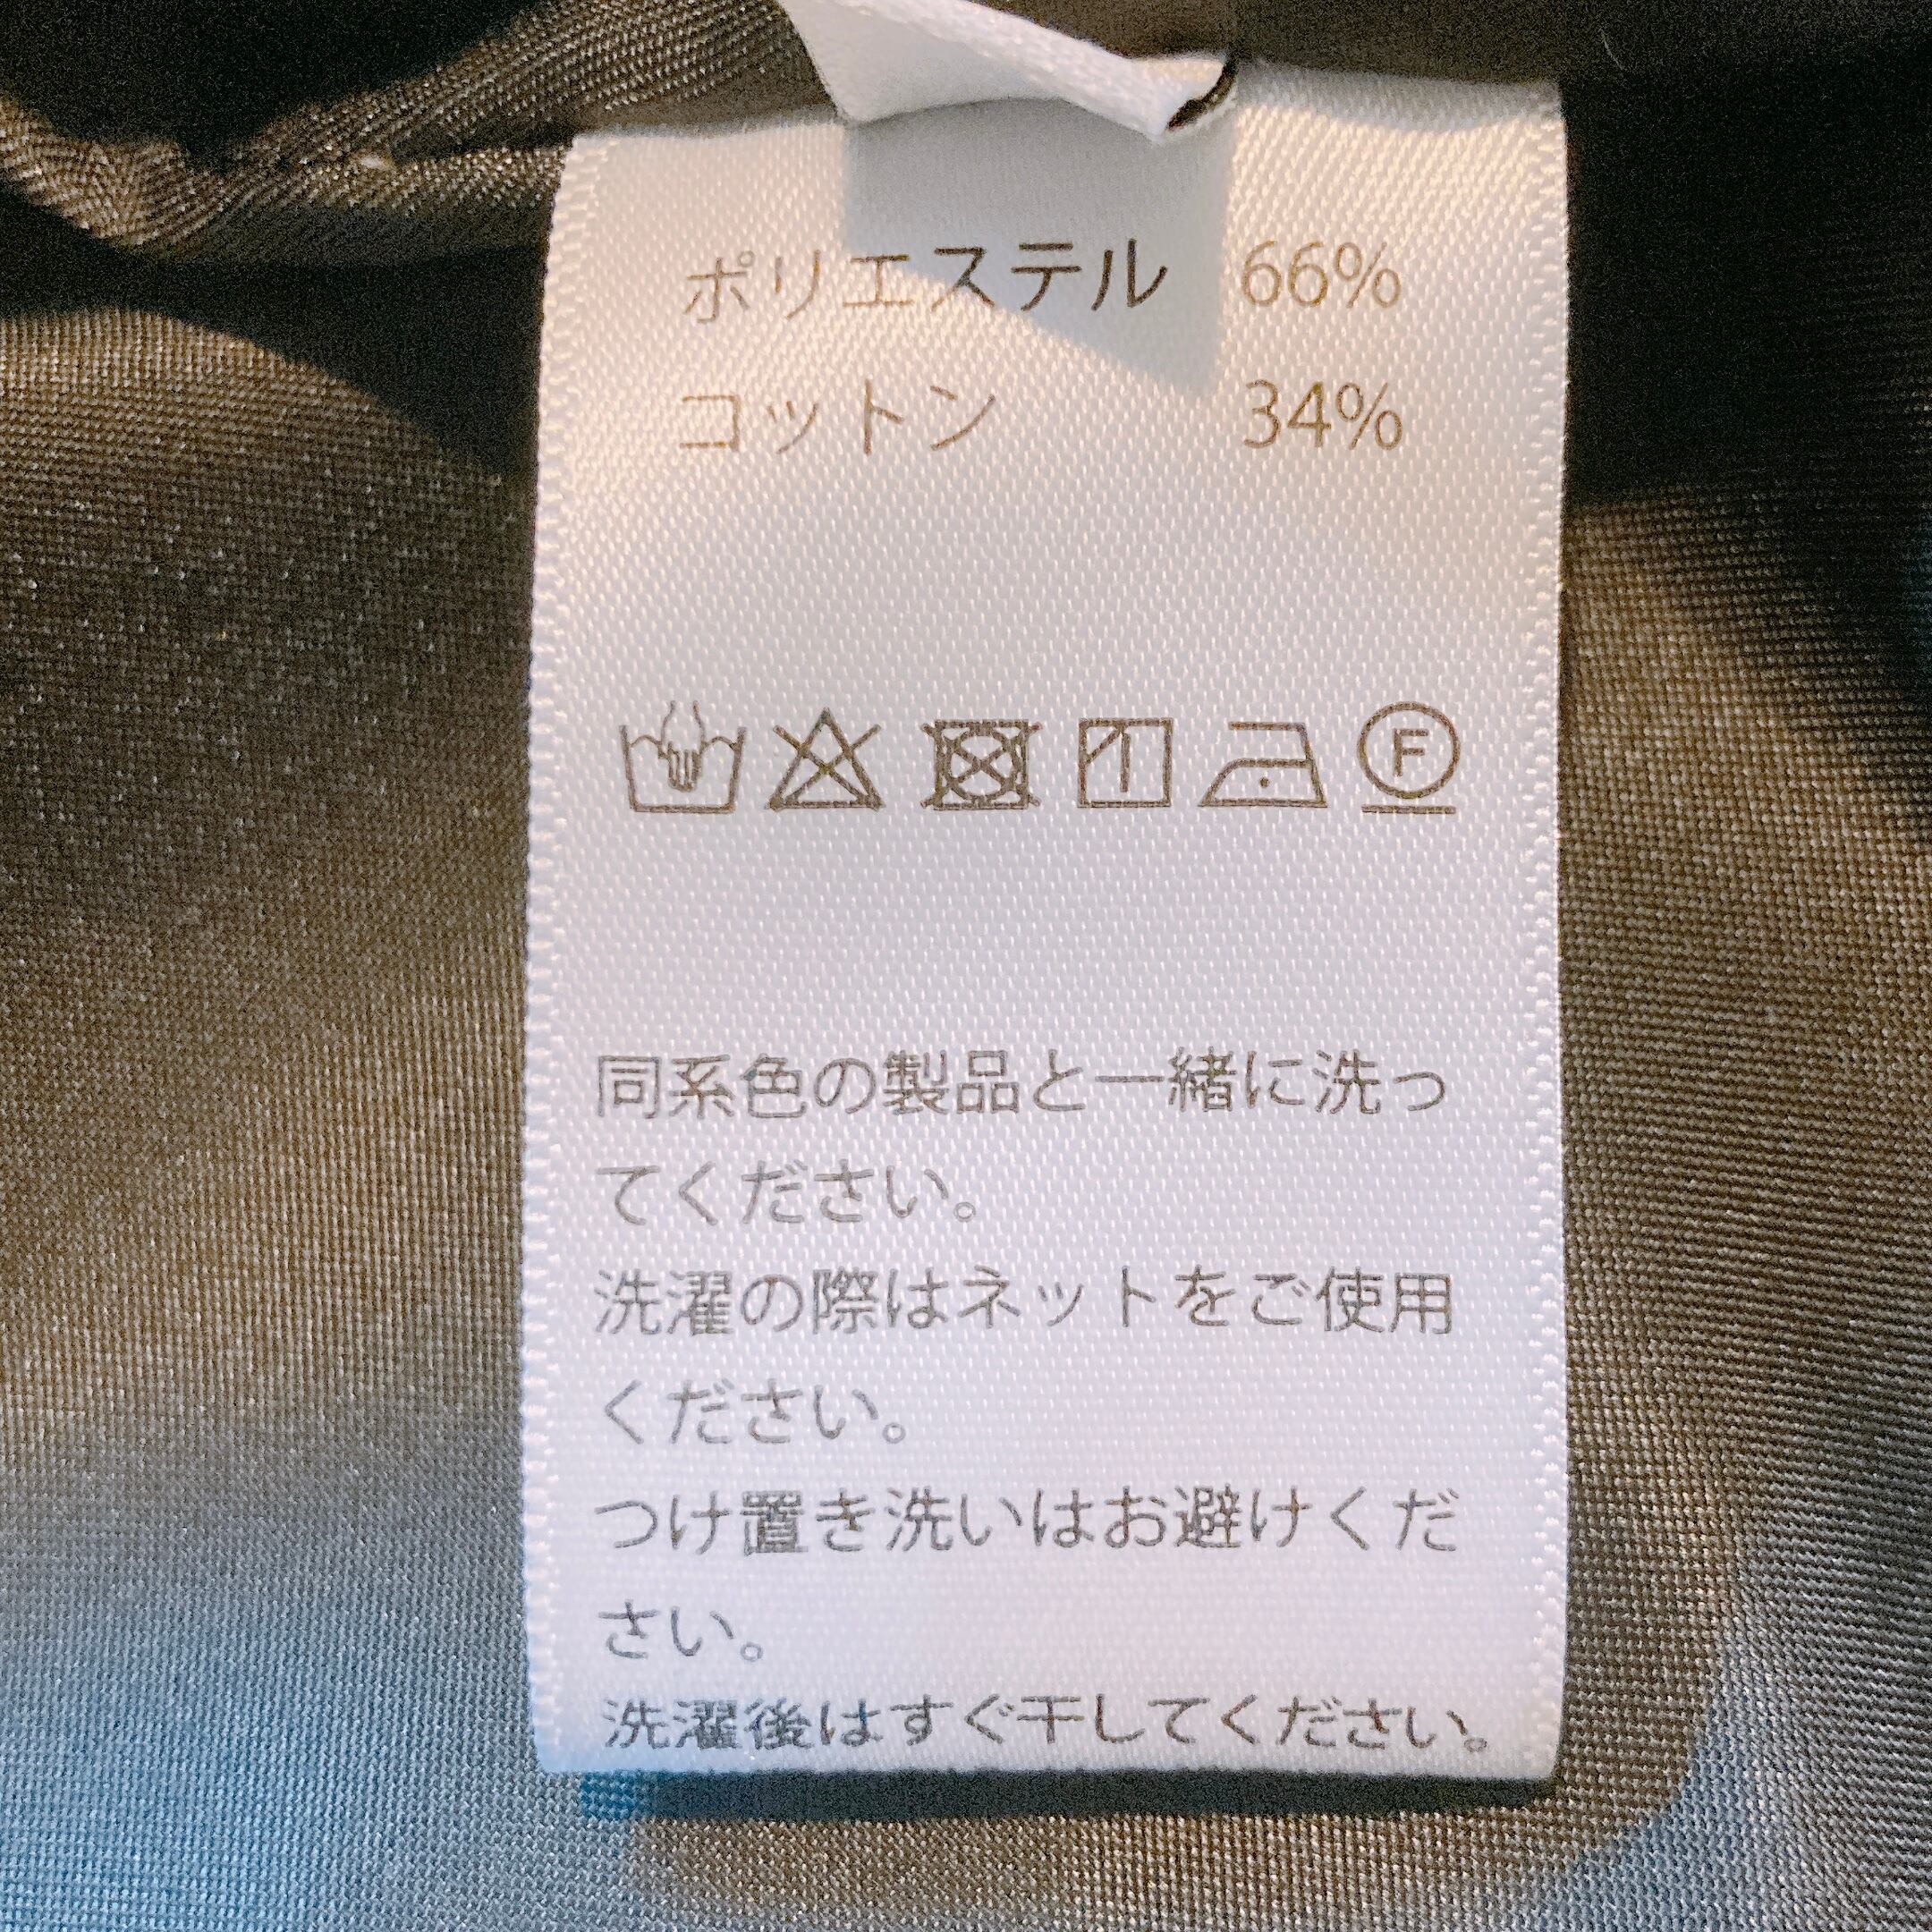 ポリエステル 66%
コットン 34%
F
同系色の製品と一緒に洗っ
てください。
洗濯の際はネットをご使用
ください。
つけ置き洗いはお避けくだ
さい。
洗濯後はすぐ干してください。